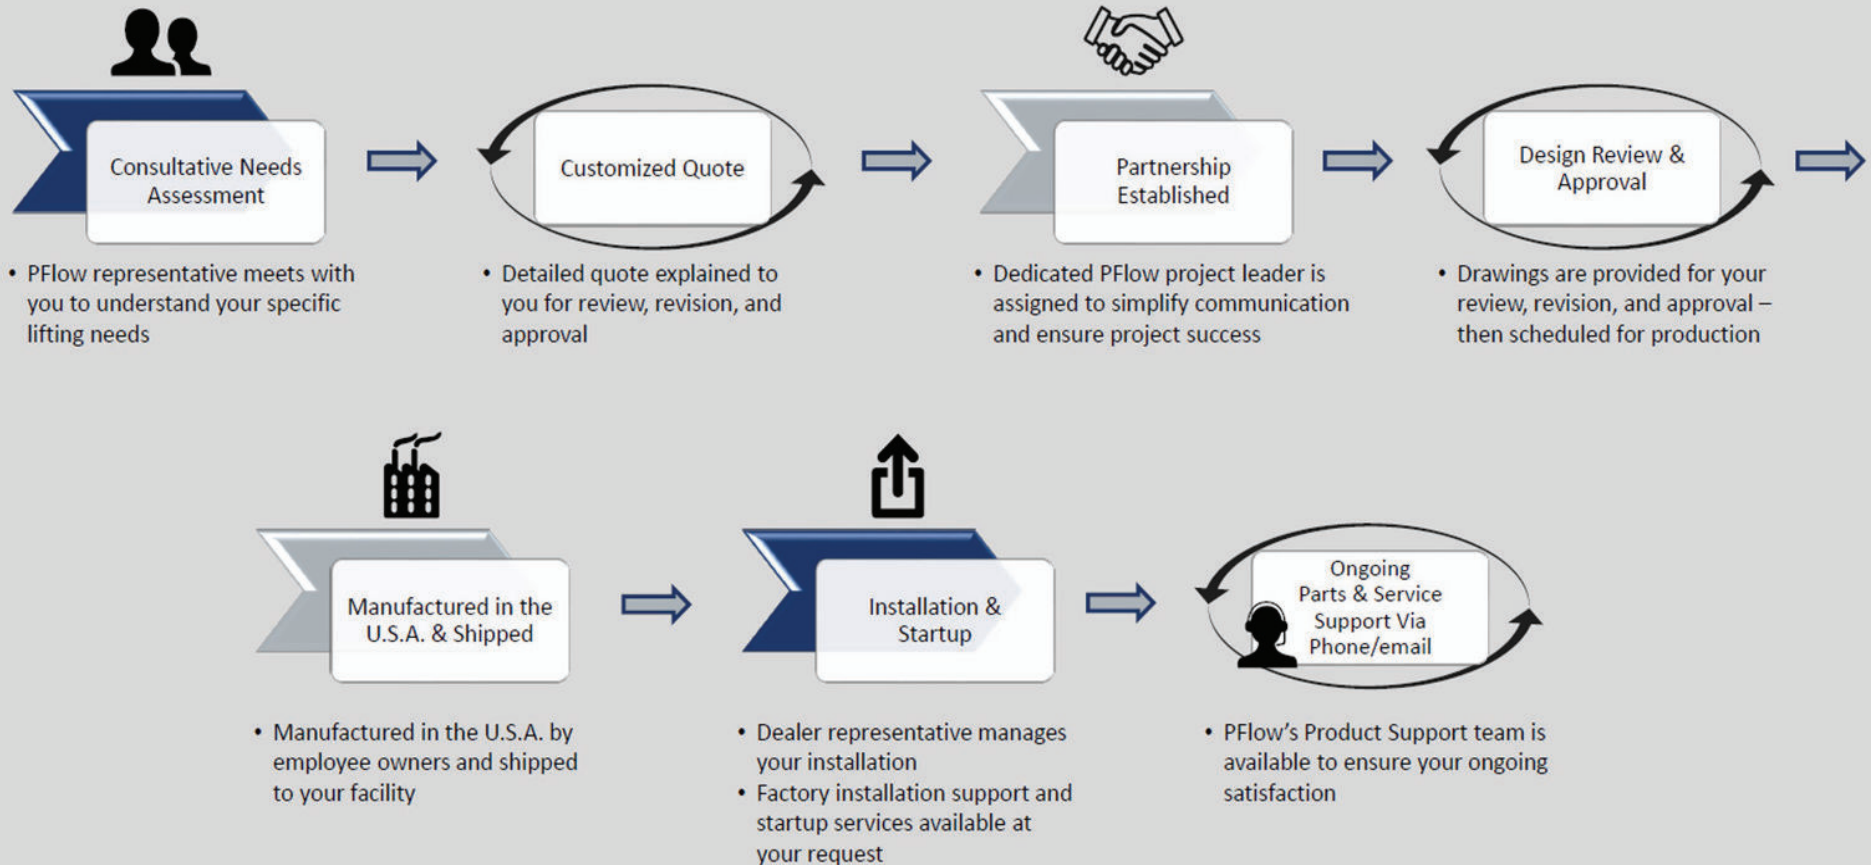 Consultative Needs
Assessment
• PFlow representative meets with
you to understand your specific
lifting needs
Customized Quote
• Detailed quote explained to
you for review, revision, and
approval
Partnership
Established
• Dedicated PFlow project leader is
assigned to simplify communication
and ensure project success
Design Review &
Approval
• Drawings are provided for your
review, revision, and approval –
then scheduled for production
Manufactured in the
U.S.A. & Shipped
• Manufactured in the U.S.A. by
employee owners and shipped
to your facility
Installation &
Startup
• Dealer representative manages
your installation
• Factory installation support and
startup services available at
your request
Ongoing
Parts & Service
Support Via
Phone/email
• PFlow's Product Support team is
available to ensure your ongoing
satisfaction